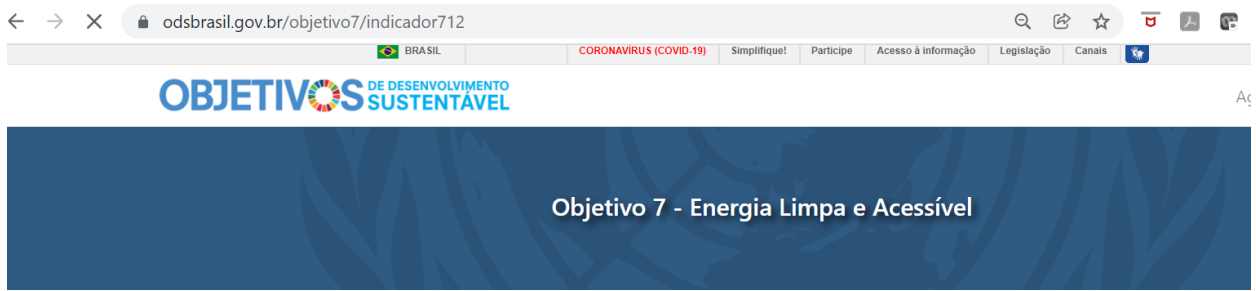 odsbrasil.gov.br/objetivo7/indicador712
BRASIL CORONAVÍRUS (COVID-19) Simplifique! Participe Acesso à informação Legislação Canais
OBJETIVOS DE DESENVOLVIMENTO
SUSTENTÁVEL
Objetivo 7 - Energia Limpa e Acessível